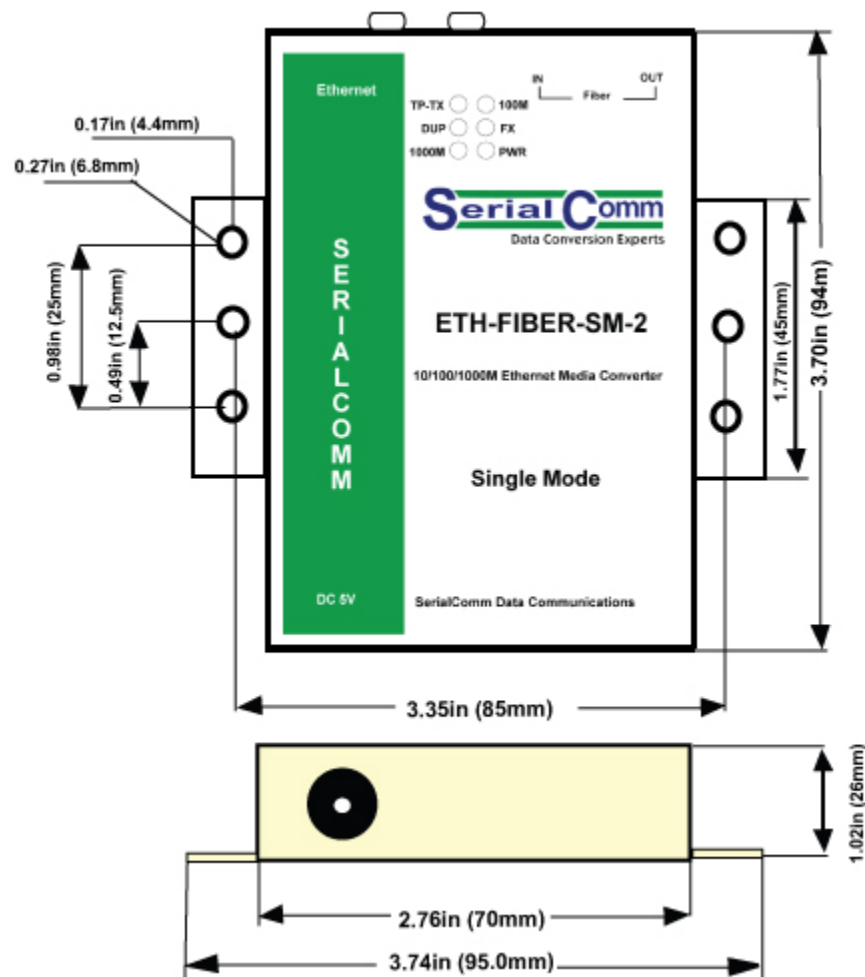 Ethernet
IN OUT
Fiber
TP-TX 100M
DUP FX
1000M PWR
0.17in (4.4mm)
0.27in (6.8mm)
SerialComm
Data Conversion Experts
SERIALCOMM
ETH-FIBER-SM-2
10/100/1000M Ethernet Media Converter
Single Mode
0.98in (25mm)
0.49in (12.5mm)
1.77in (45mm)
3.70in (94m)
DC 5V
SerialComm Data Communications
3.35in (85mm)
1.02in (26mm)
2.76in (70mm)
3.74in (95.0mm)